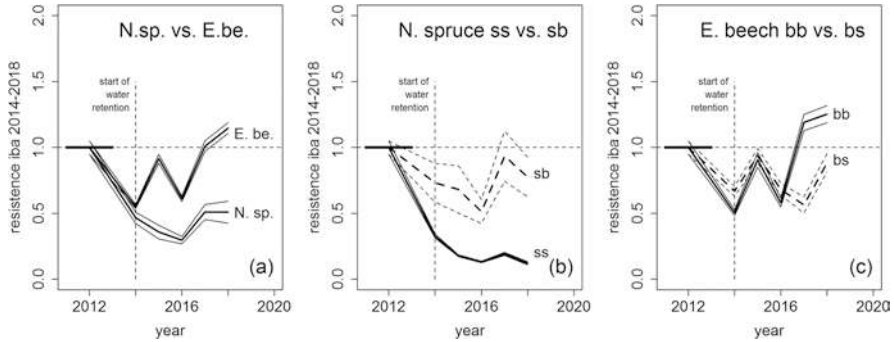 N.sp. vs. E.be.
resistence iba 2014-2018
0.0 0.5 1.0 1.5 2.0
start of
water
retention
E. be.
N. sp.
(a)
2012 2016 2020
year
N. spruce ss vs. sb
resistence iba 2014-2018
0.0 0.5 1.0 1.5 2.0
start of
water
retention
sb
ss
(b)
2012 2016 2020
year
E. beech bb vs. bs
resistence iba 2014-2018
0.0 0.5 1.0 1.5 2.0
start of
water
retention
bb
bs
(c)
2012 2016 2020
year